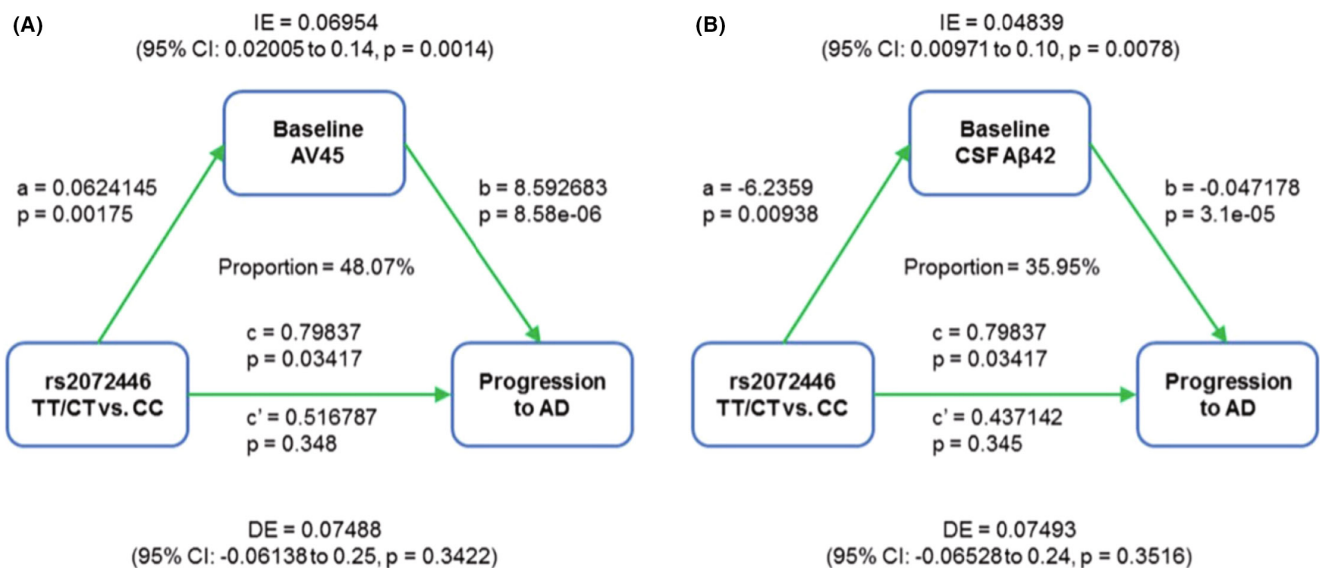 (A)
IE = 0.06954
(95% CI: 0.02005 to 0.14, p = 0.0014)
Baseline
AV45
a = 0.0624145
p = 0.00175
b = 8.592683
p = 8.58e-06
Proportion = 48.07%
c = 0.79837
p = 0.03417
rs2072446
TT/CT vs. CC
Progression
to AD
c' = 0.516787
p = 0.348
DE = 0.07488
(95% CI: -0.06138 to 0.25, p = 0.3422)
(B)
IE = 0.04839
(95% CI: 0.00971 to 0.10, p = 0.0078)
Baseline
CSF Aβ42
a = -6.2359
p = 0.00938
b = -0.047178
p = 3.1e-05
Proportion = 35.95%
c = 0.79837
p = 0.03417
rs2072446
TT/CT vs. CC
Progression
to AD
c' = 0.437142
p = 0.345
DE = 0.07493
(95% CI: -0.06528 to 0.24, p = 0.3516)